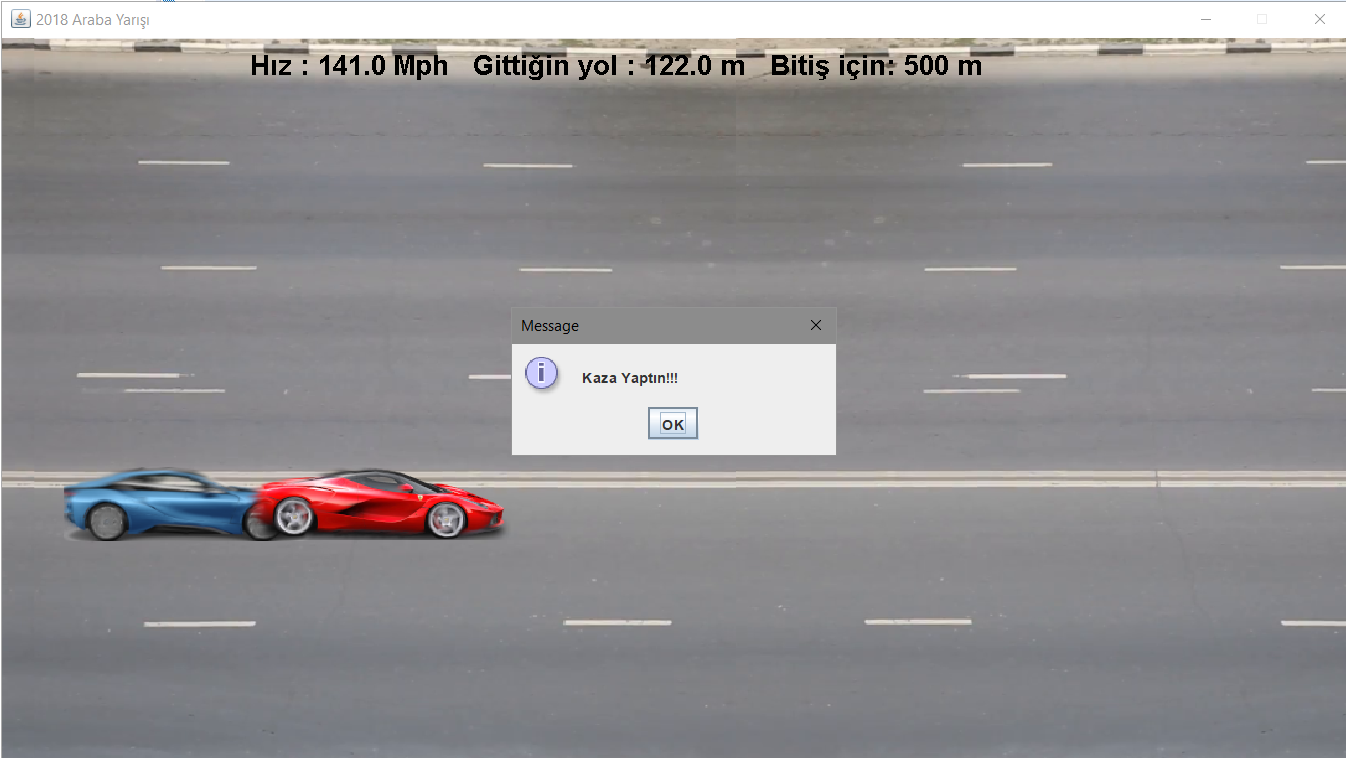 2018 Araba Yarışı
Hız : 141.0 Mph Gittiğin yol : 122.0 m Bitiş için: 500 m
Message
Kaza Yaptın!!!
OK